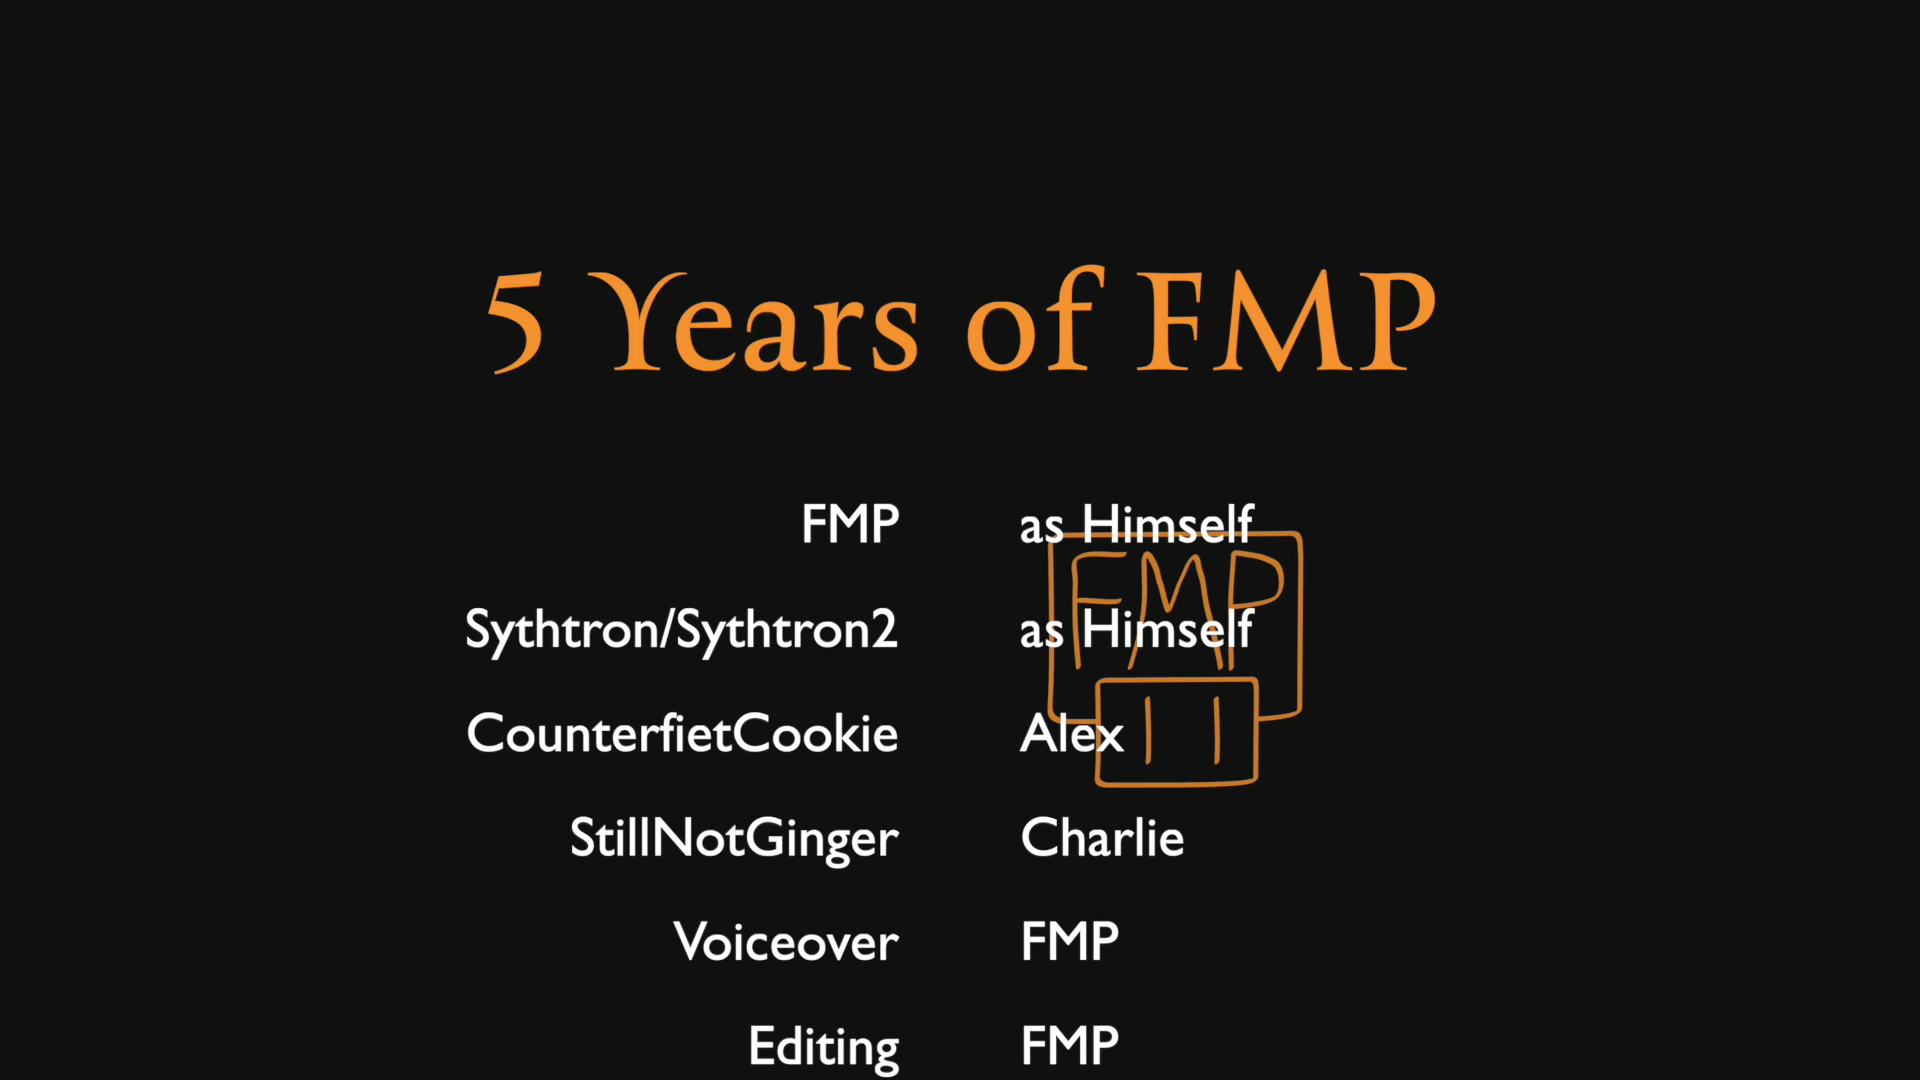 5 Years of FMP
FMP as Himself
FMP
Sythtron/Sythtron2 as Himself
CounterfietCookie Alex
StillNotGinger Charlie
Voiceover FMP
Editing FMP